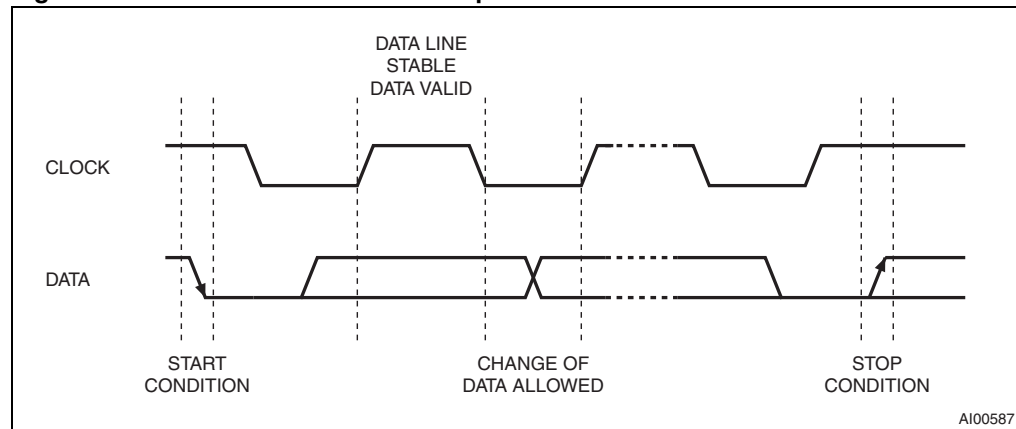 DATA LINE
STABLE
DATA VALID
CLOCK
DATA
START
CONDITION
CHANGE OF
DATA ALLOWED
STOP
CONDITION
AI00587